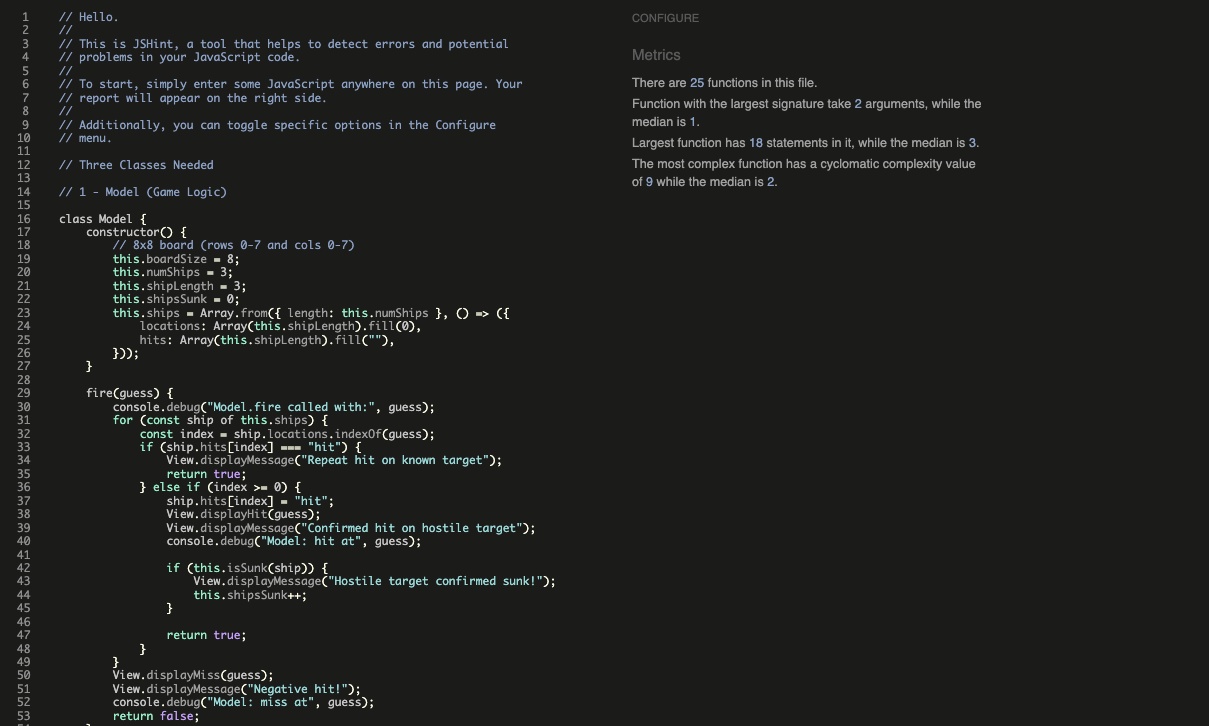 1 // Hello.
2 //
3 // This is JSHint, a tool that helps to detect errors and potential
4 // problems in your JavaScript code.
5 //
6 // To start, simply enter some JavaScript anywhere on this page. Your
7 // report will appear on the right side.
8 //
9 // Additionally, you can toggle specific options in the Configure
10 // menu.
11
12 // Three Classes Needed
13
14 // 1 - Model (Game Logic)
15
16 class Model {
17     constructor() {
18         // 8x8 board (rows 0-7 and cols 0-7)
19         this.boardSize = 8;
20         this.numShips = 3;
21         this.shipLength = 3;
22         this.shipsSunk = 0;
23         this.ships = Array.from({ length: this.numShips }, () => ({
24             locations: Array(this.shipLength).fill(0),
25             hits: Array(this.shipLength).fill(""),
26         }));
27     }
28
29     fire(guess) {
30         console.debug("Model.fire called with:", guess);
31         for (const ship of this.ships) {
32             const index = ship.locations.indexOf(guess);
33             if (ship.hits[index] === "hit") {
34                 View.displayMessage("Repeat hit on known target");
35                 return true;
36             } else if (index >= 0) {
37                 ship.hits[index] = "hit";
38                 View.displayHit(guess);
39                 View.displayMessage("Confirmed hit on hostile target");
40                 console.debug("Model: hit at", guess);
41
42                 if (this.isSunk(ship)) {
43                     View.displayMessage("Hostile target confirmed sunk!");
44                     this.shipsSunk++;
45                 }
46
47                 return true;
48             }
49         }
50         View.displayMiss(guess);
51         View.displayMessage("Negative hit!");
52         console.debug("Model: miss at", guess);
53         return false;
CONFIGURE
Metrics
There are 25 functions in this file.
Function with the largest signature take 2 arguments, while the
median is 1.
Largest function has 18 statements in it, while the median is 3.
The most complex function has a cyclomatic complexity value
of 9 while the median is 2.